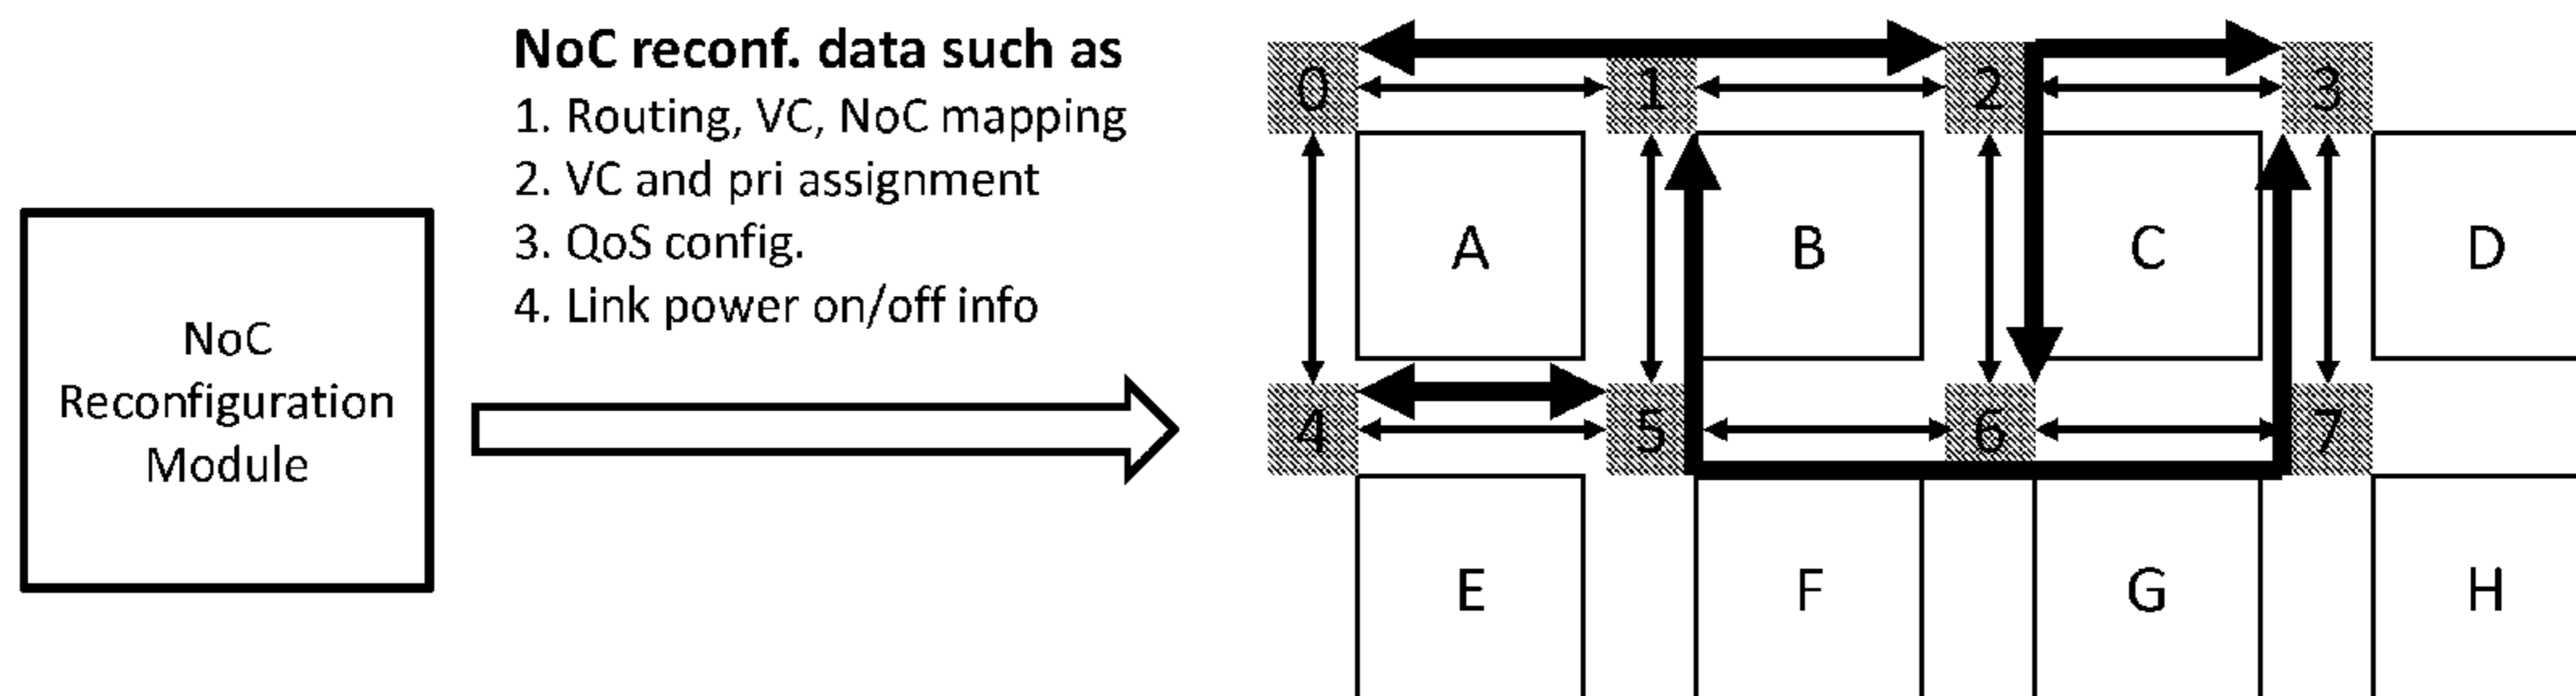 NoC reconf. data such as
1. Routing, VC, NoC mapping
2. VC and pri assignment
3. QoS config.
4. Link power on/off info
NoC
Reconfiguration
Module
0 1 2 3
A B C D
4 5 6 7
E F G H